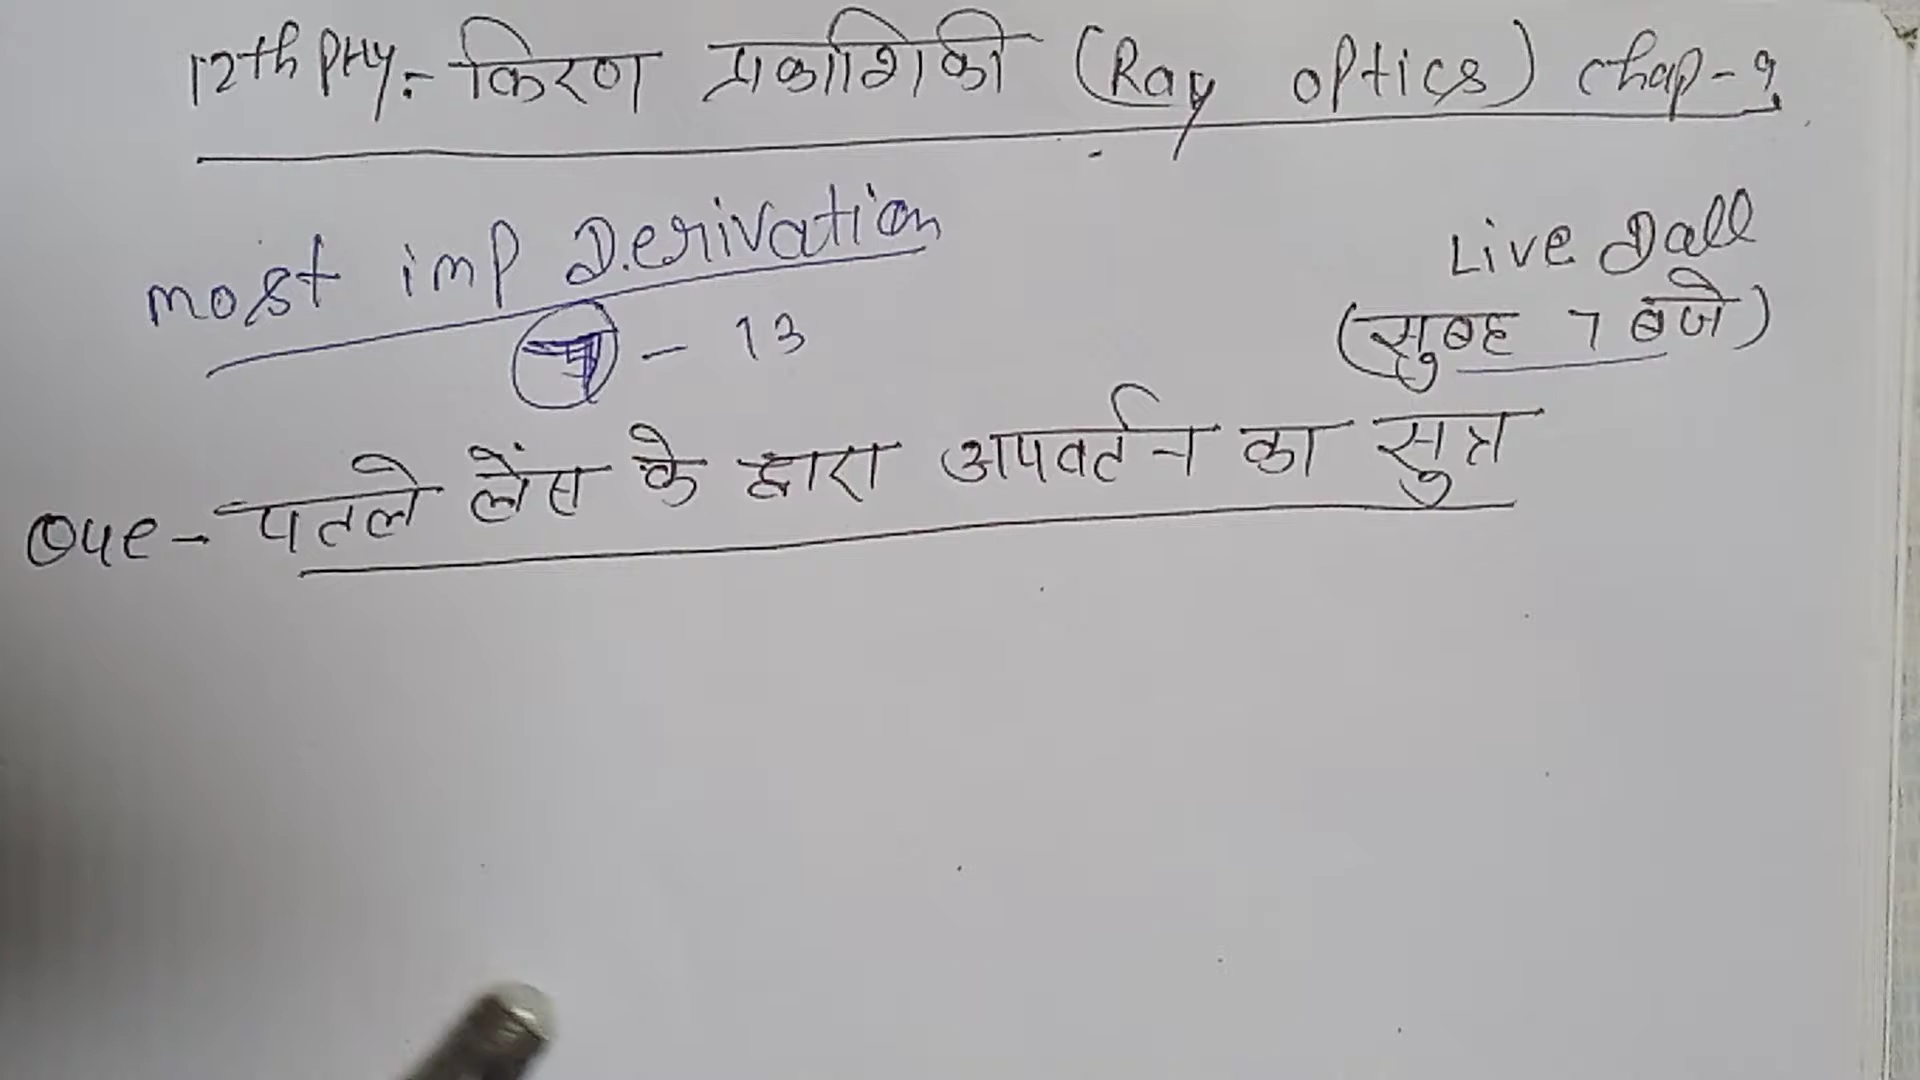 12th PHY:- किरण प्रकाशिकी (Ray optics) chap-9
most imp Derivation
Live Dall
(सुबह 7 बजे)
- 13
Que- पतले लेंस के द्वारा अपवर्तन का सुत्र